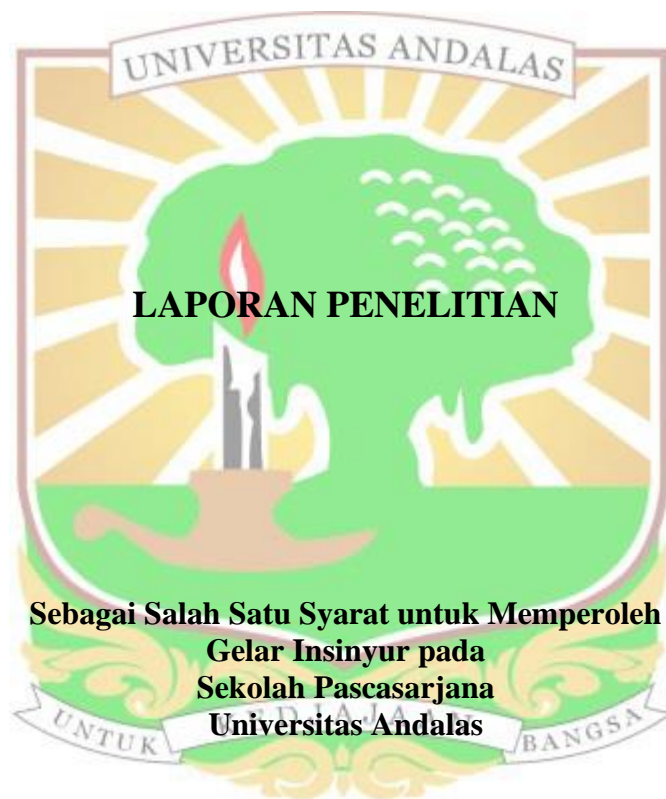 UNIVERSITAS ANDALAS
LAPORAN PENELITIAN
Sebagai Salah Satu Syarat untuk Memperoleh
Gelar Insinyur pada
Sekolah Pascasarjana
Universitas Andalas
UNTUK
BANGSA